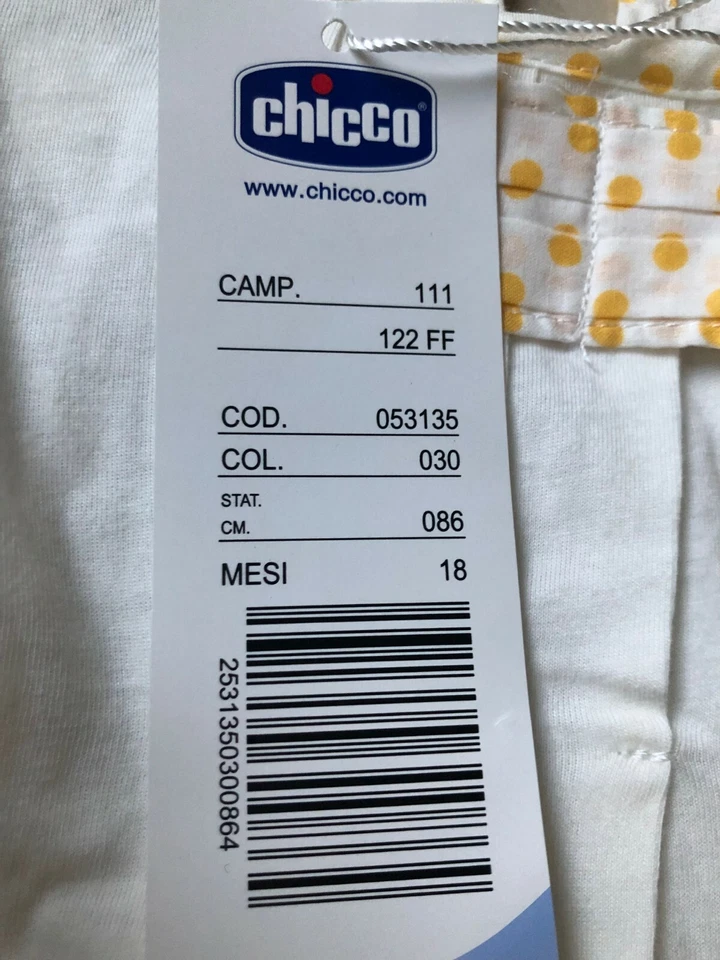 chicco®
www.chicco.com
CAMP. 111
122 FF
COD. 053135
COL. 030
STAT.
CM. 086
MESI 18
2531350300864